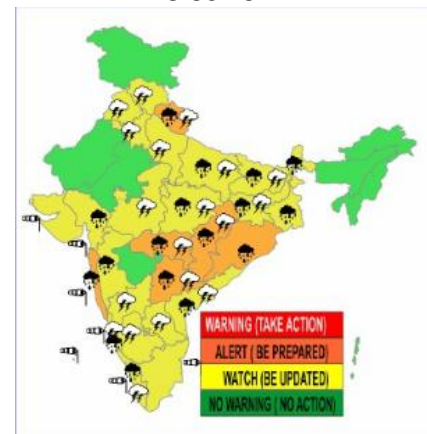 WARNING (TAKE ACTION)
ALERT ( BE PREPARED)
WATCH (BE UPDATED)
NO WARNING ( NO ACTION)